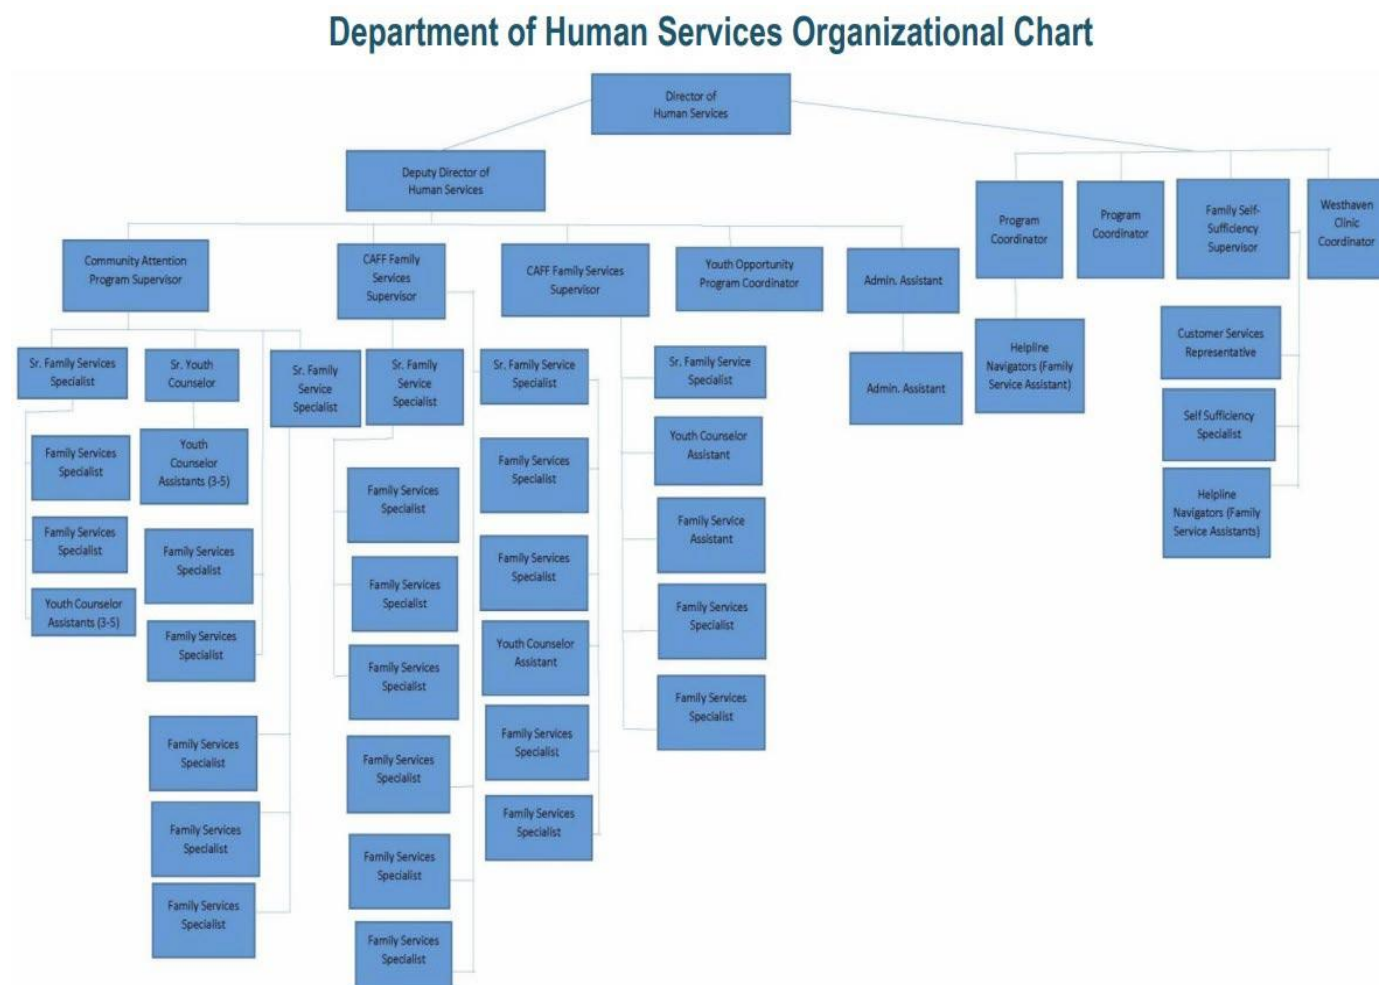 Department of Human Services Organizational Chart
Director of
Human Services
Deputy Director of
Human Services
Program
Coordinator
Program
Coordinator
Family Self-
Sufficiency
Supervisor
Westhaven
Clinic
Coordinator
Community Attention
Program Supervisor
CAFF Family
Services
Supervisor
CAFF Family Services
Supervisor
Youth Opportunity
Program Coordinator
Admin. Assistant
Sr. Family Services
Specialist
Sr. Youth
Counselor
Sr. Family
Service
Specialist
Sr. Family
Service
Specialist
Sr. Family Service
Specialist
Sr. Family Service
Specialist
Admin. Assistant
Helpline
Navigators (Family
Service Assistant)
Customer Services
Representative
Family Services
Specialist
Youth
Counselor
Assistants (3-5)
Family Services
Specialist
Family Services
Specialist
Youth Counselor
Assistant
Self Sufficiency
Specialist
Family Services
Specialist
Family Services
Specialist
Family Services
Specialist
Family Services
Specialist
Family Service
Assistant
Helpline
Navigators (Family
Service Assistants)
Youth Counselor
Assistants (3-5)
Family Services
Specialist
Family Services
Specialist
Youth Counselor
Assistant
Family Services
Specialist
Family Services
Specialist
Family Services
Specialist
Family Services
Specialist
Family Services
Specialist
Family Services
Specialist
Family Services
Specialist
Family Services
Specialist
Family Services
Specialist
Family Services
Specialist